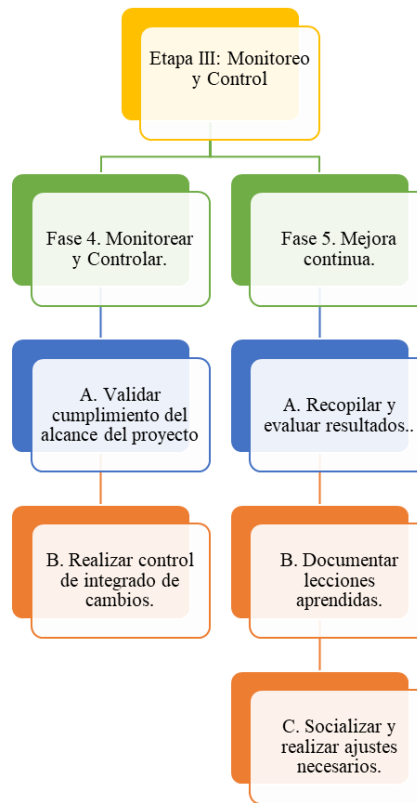 Etapa III: Monitoreo
y Control
Fase 4. Monitorear
y Controlar.
Fase 5. Mejora
continua.
A. Validar
cumplimiento del
alcance del proyecto
A. Recopilar y
evaluar resultados..
B. Realizar control
de integrado de
cambios.
B. Documentar
lecciones
aprendidas.
C. Socializar y
realizar ajustes
necesarios.